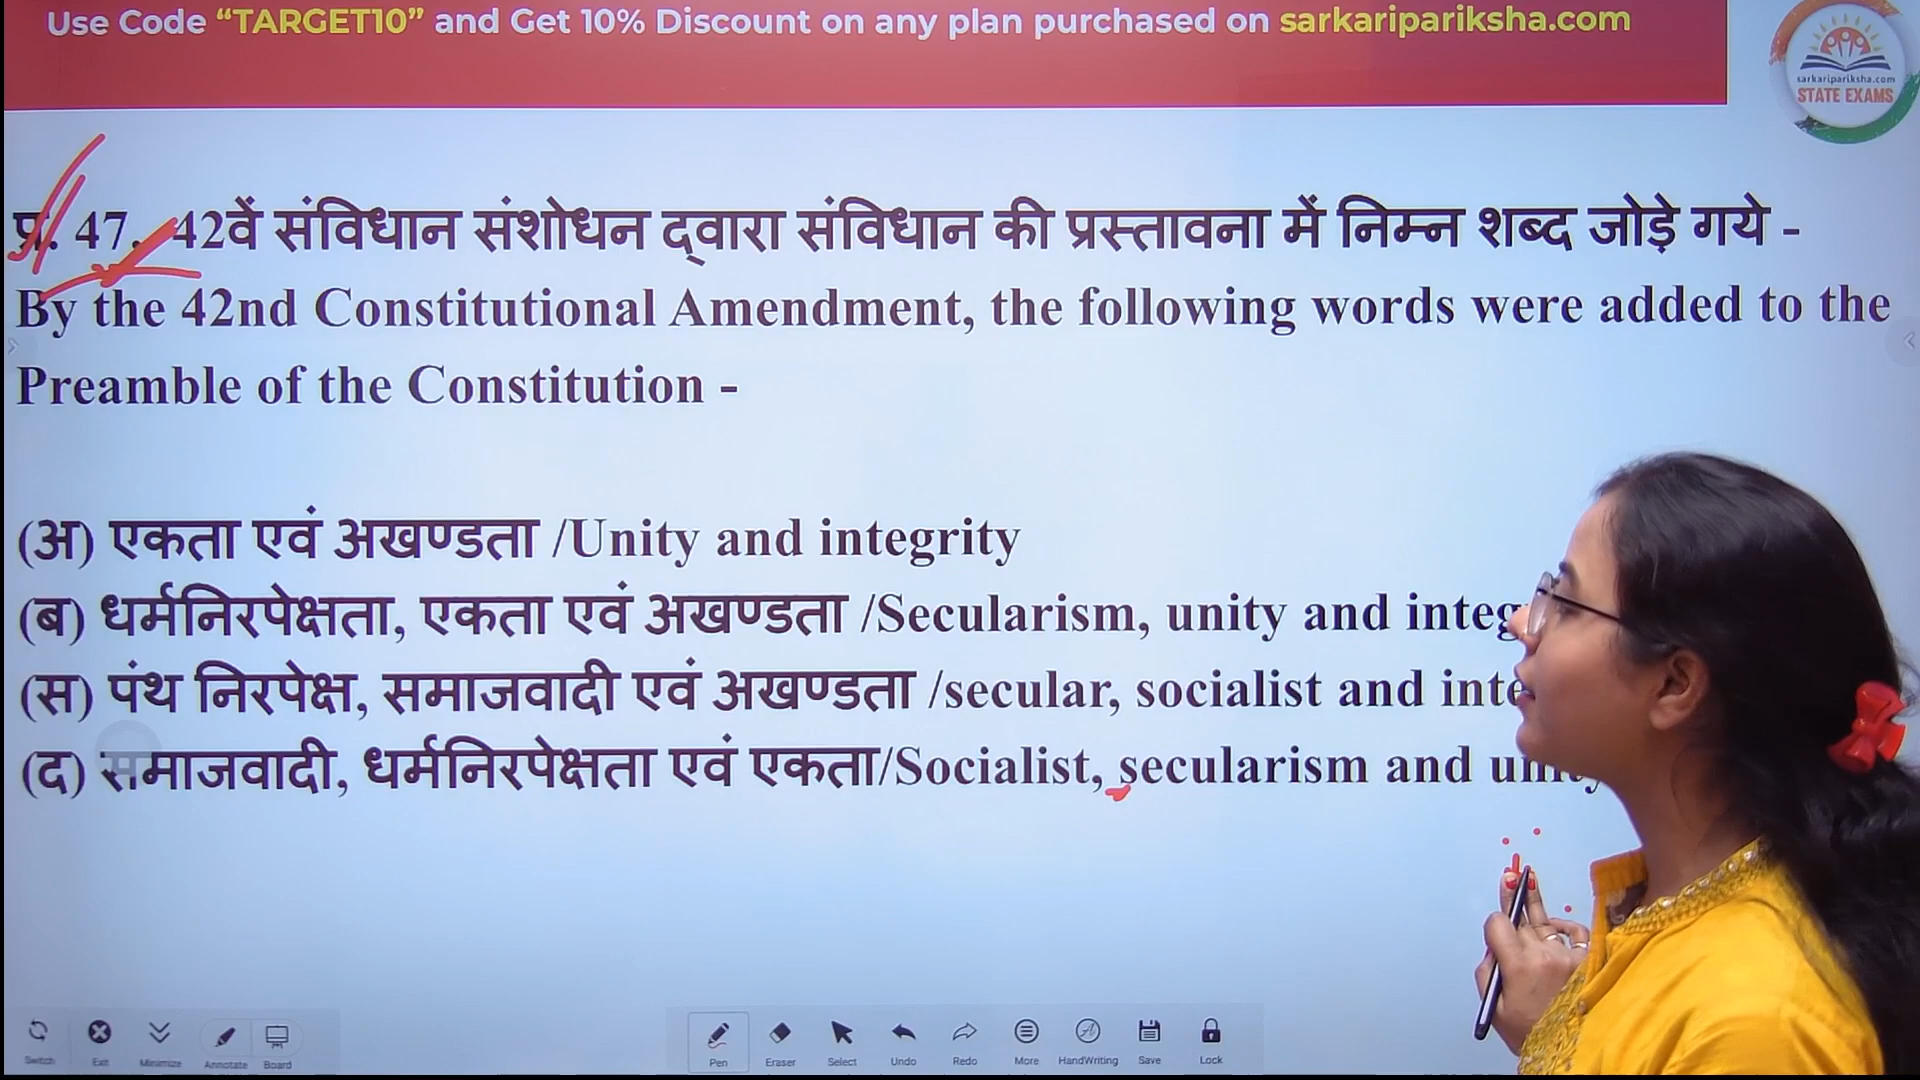 Use Code “TARGET10” and Get 10% Discount on any plan purchased on sarkaripariksha.com
sarkaripariksha.com
STATE EXAMS
प्र. 47. 42वें संविधान संशोधन द्वारा संविधान की प्रस्तावना में निम्न शब्द जोड़े गये -
By the 42nd Constitutional Amendment, the following words were added to the
Preamble of the Constitution -
(अ) एकता एवं अखण्डता /Unity and integrity
(ब) धर्मनिरपेक्षता, एकता एवं अखण्डता /Secularism, unity and
(स) पंथ निरपेक्ष, समाजवादी एवं अखण्डता /secular, socialist and
(द) समाजवादी, धर्मनिरपेक्षता एवं एकता/Socialist, secularism and
Switch Exit Minimize Annotate Board Pen Eraser Select Undo Redo More HandWriting Save Lock